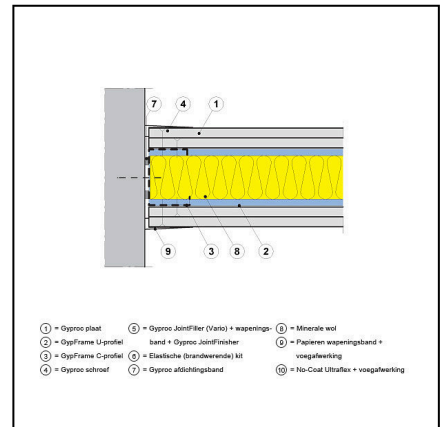 7 4 1
9 3 8 2
1 = Gyproc plaat
2 = GypFrame U-profiel
3 = GypFrame C-profiel
4 = Gyproc schroef
5 = Gyproc JointFiller (Vario) + wapenings-
band + Gyproc JointFinisher
6 = Elastische (brandwerende) kit
7 = Gyproc afdichtingsband
8 = Minerale wol
9 = Papieren wapeningsband +
voegafwerking
10 = No-Coat Ultraflex + voegafwerking